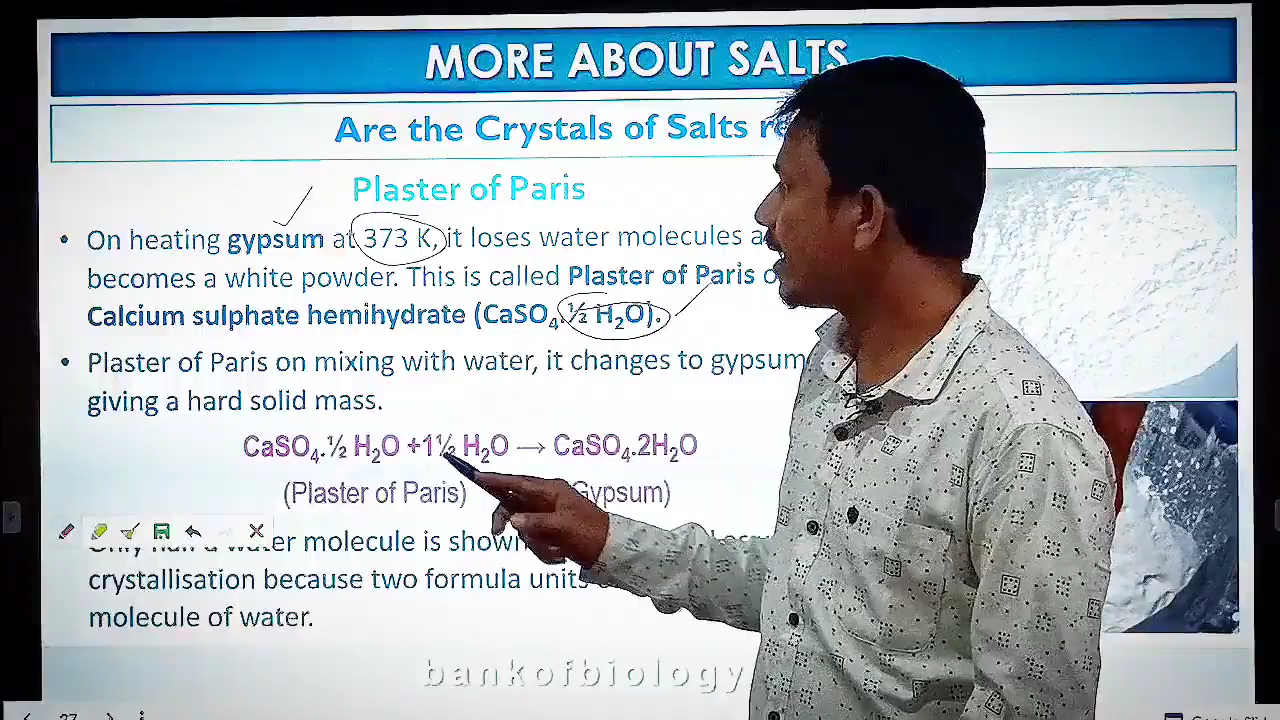 MORE ABOUT SALTS
Are the Crystals of Salts
Plaster of Paris
• On heating gypsum at 373 K, it loses water molecules
becomes a white powder. This is called Plaster of Paris
Calcium sulphate hemihydrate (CaSO₄.½ H₂O).
• Plaster of Paris on mixing with water, it changes to gypsum
giving a hard solid mass.
CaSO₄.½ H₂O +1½ H₂O → CaSO₄.2H₂O
(Plaster of Paris) Gypsum)
water molecule is shown
crystallisation because two formula units
molecule of water.
bankofbiology
27